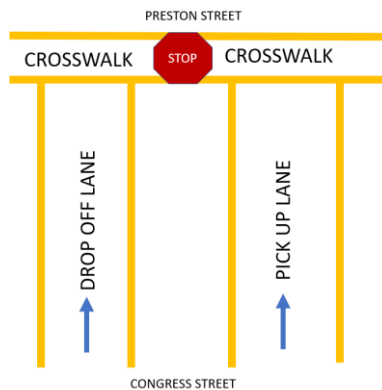 PRESTON STREET
CROSSWALK
STOP
CROSSWALK
DROP OFF LANE
PICK UP LANE
CONGRESS STREET